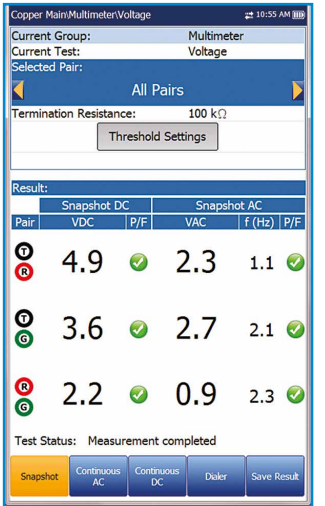 Copper Main\Multimeter\Voltage 10:55 AM
Current Group: Multimeter
Current Test: Voltage
Selected Pair:
All Pairs
Termination Resistance: 100 kΩ
Threshold Settings
Result:
Snapshot DC Snapshot AC
Pair VDC P/F VAC f (Hz) P/F
T
R
4.9 2.3 1.1
T
G
3.6 2.7 2.1
R
G
2.2 0.9 2.3
Test Status: Measurement completed
Snapshot
Continuous AC
Continuous DC
Dialer
Save Result